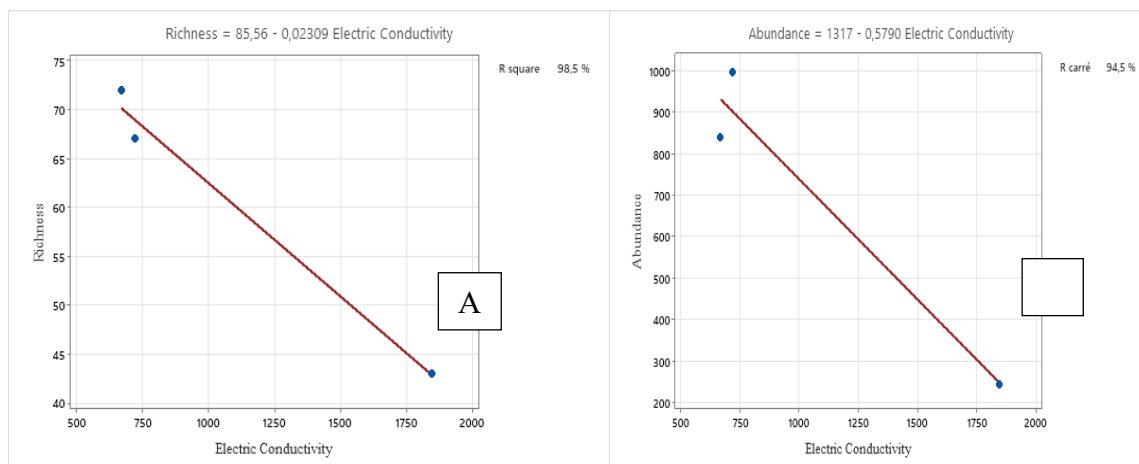 Richness = 85,56 - 0,02309 Electric Conductivity
R square 98,5 %
75
70
65
60
55
50
45
40
Richness
A
500 750 1000 1250 1500 1750 2000
Electric Conductivity
Abundance = 1317 - 0,5790 Electric Conductivity
R carré 94,5 %
1000
900
800
700
600
500
400
300
200
Abundance
500 750 1000 1250 1500 1750 2000
Electric Conductivity